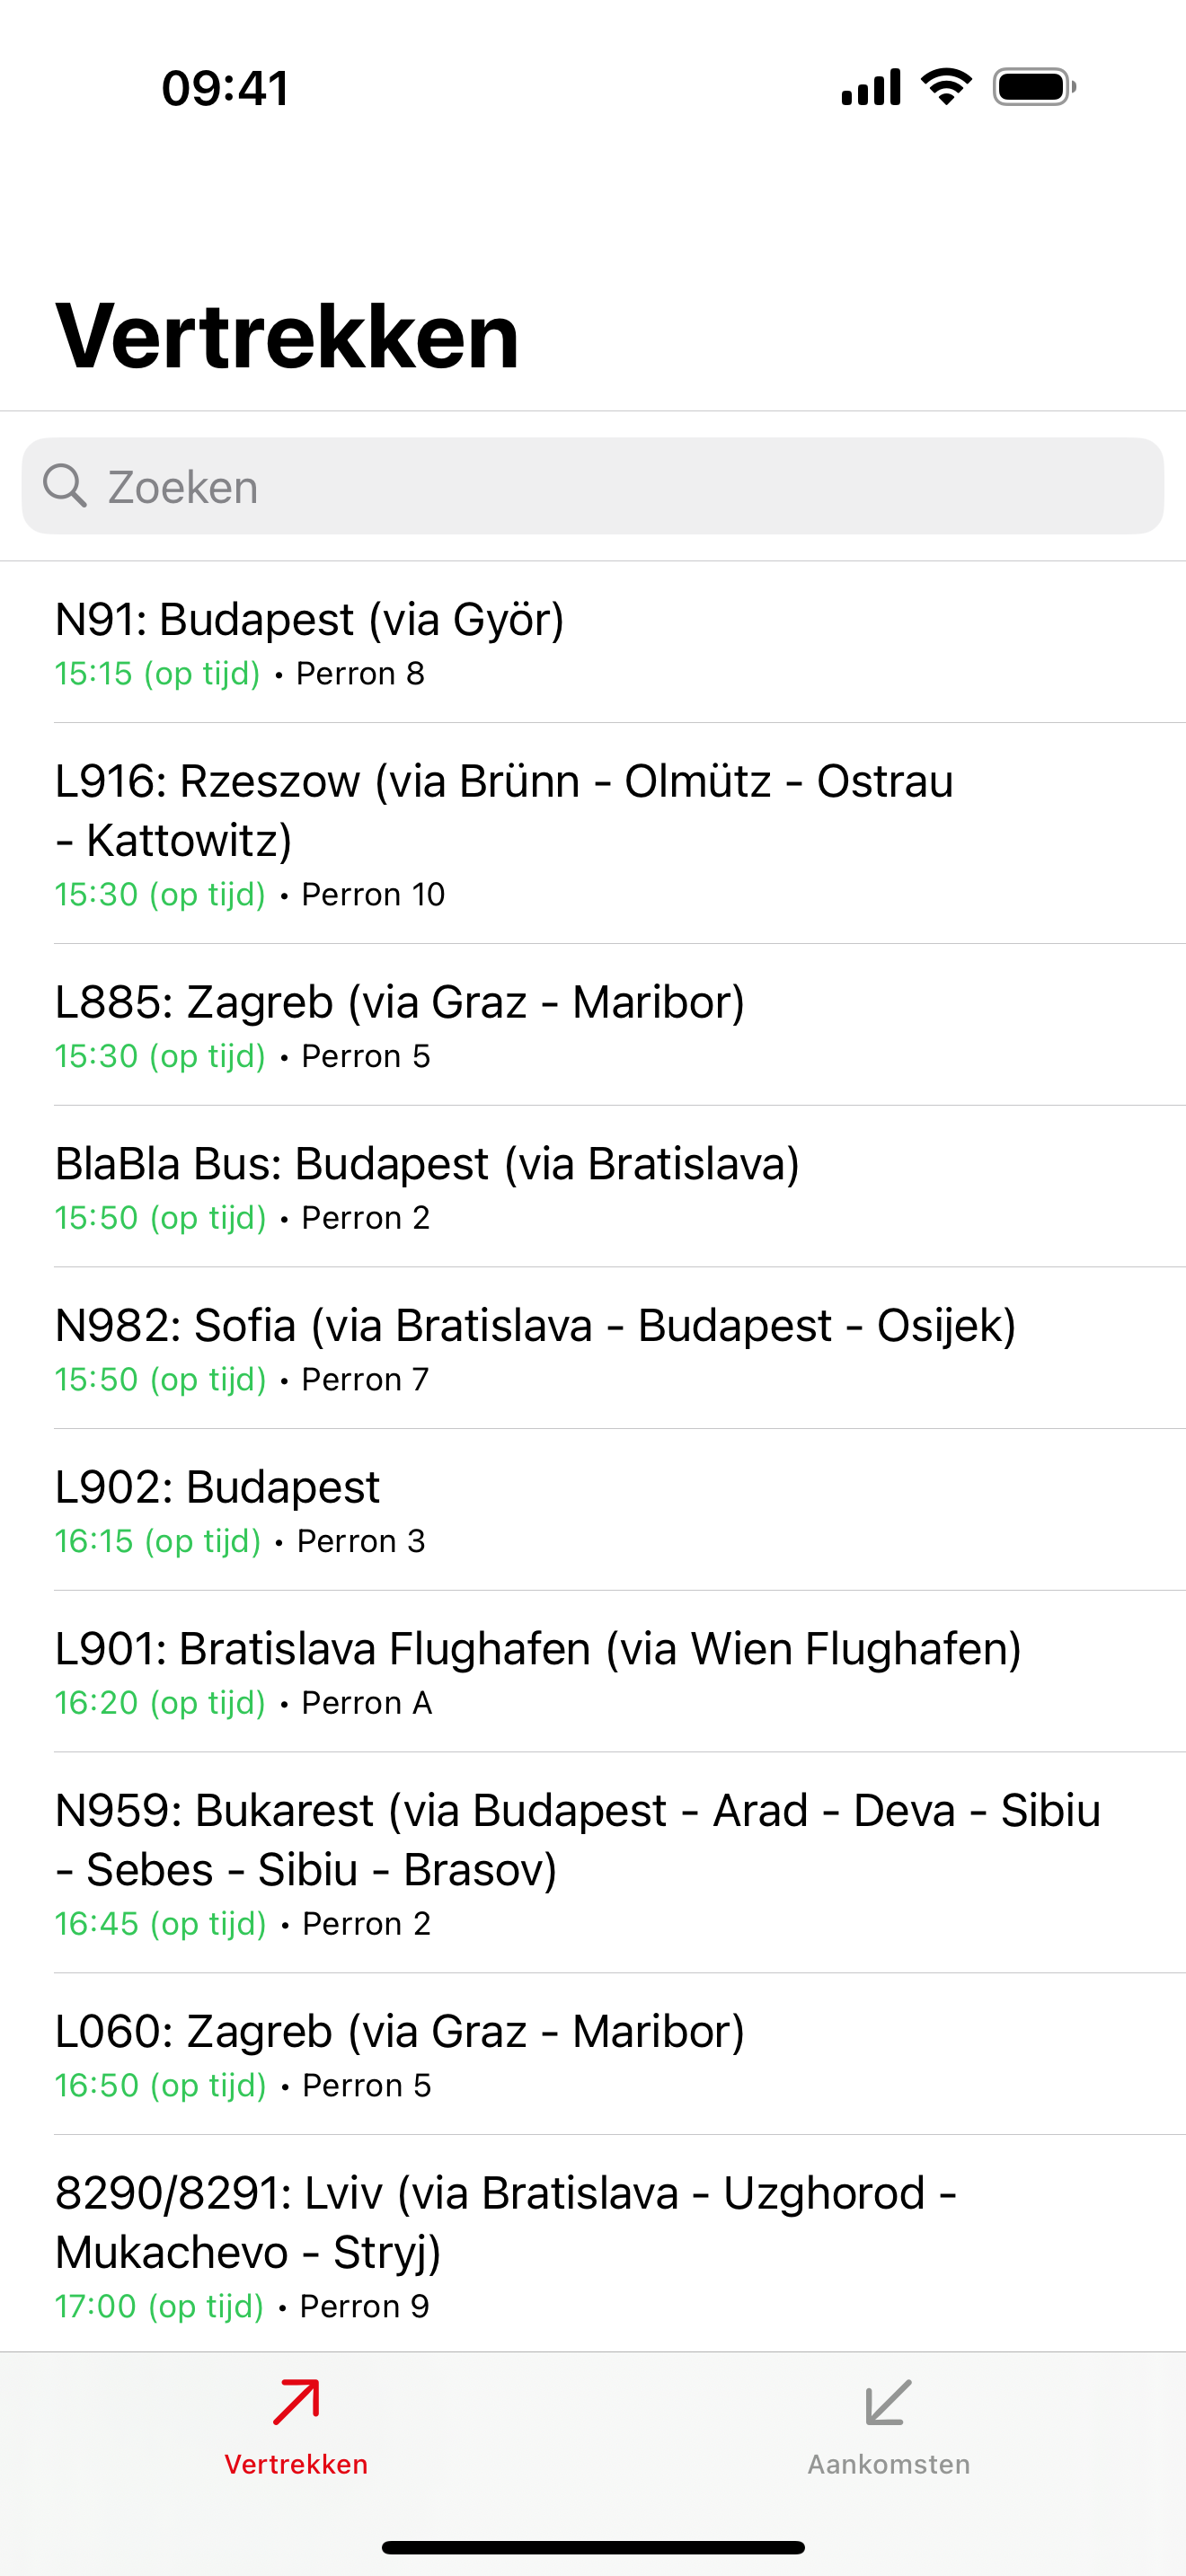 09:41
Vertrekken
Zoeken
N91: Budapest (via Györ)
15:15 (op tijd) • Perron 8
L916: Rzeszow (via Brünn - Olmütz - Ostrau
- Kattowitz)
15:30 (op tijd) • Perron 10
L885: Zagreb (via Graz - Maribor)
15:30 (op tijd) • Perron 5
BlaBla Bus: Budapest (via Bratislava)
15:50 (op tijd) • Perron 2
N982: Sofia (via Bratislava - Budapest - Osijek)
15:50 (op tijd) • Perron 7
L902: Budapest
16:15 (op tijd) • Perron 3
L901: Bratislava Flughafen (via Wien Flughafen)
16:20 (op tijd) • Perron A
N959: Bukarest (via Budapest - Arad - Deva - Sibiu
- Sebes - Sibiu - Brasov)
16:45 (op tijd) • Perron 2
L060: Zagreb (via Graz - Maribor)
16:50 (op tijd) • Perron 5
8290/8291: Lviv (via Bratislava - Uzghorod -
Mukachevo - Stryj)
17:00 (op tijd) • Perron 9
Vertrekken
Aankomsten